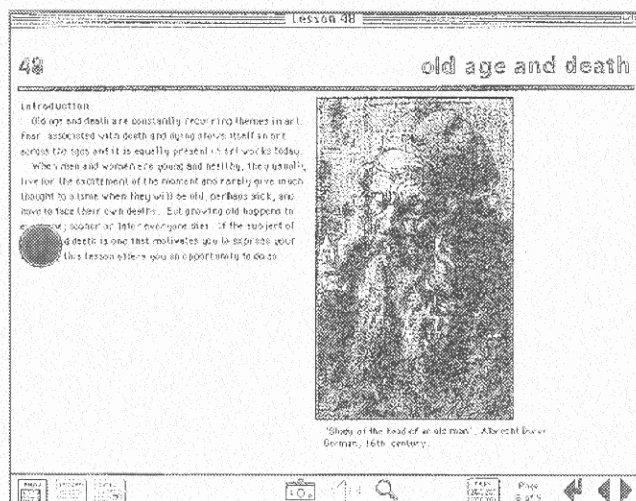 Lesson 48
48
old age and death
Introduction
Old age and death are constantly recurring themes in art.
Fear associated with death and dying shows itself in art
across the ages and it is equally present in art works today.
When men and women are young and healthy, they usually
live for the excitement of the moment and rarely give much
thought to a time when they will be old, perhaps sick, and
have to face their own deaths. But growing old happens to
sooner or later everyone dies. If the subject of
death is one that motivates you to express your
this lesson offers you an opportunity to do so
"Study of the head of an old man", Albrecht Durer
German, 16th century.
Page